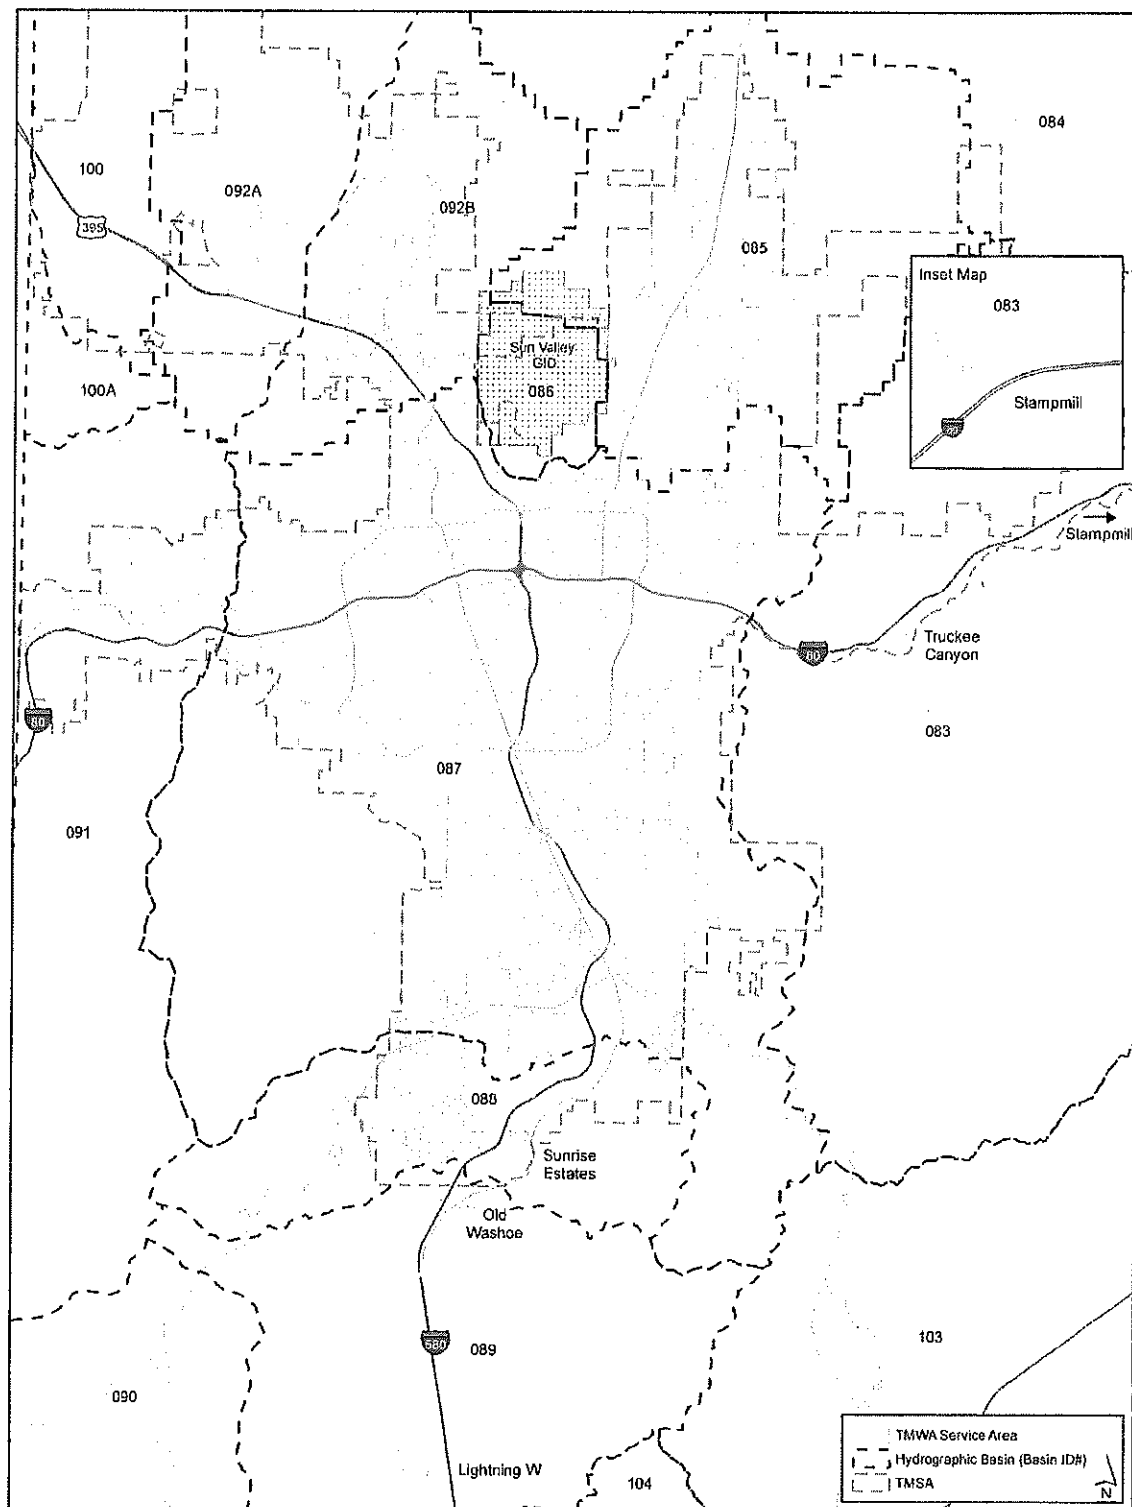 084
100
092A
092B
395
085
Inset Map
083
Stampmill
Sun Valley
GID
086
100A
Stampmill
Truckee
Canyon
80
80
083
087
091
088
Sunrise
Estates
Old
Washoe
580
089
103
090
Lightning W
104
TMWA Service Area
Hydrographic Basin (Basin ID#)
TMSA
N